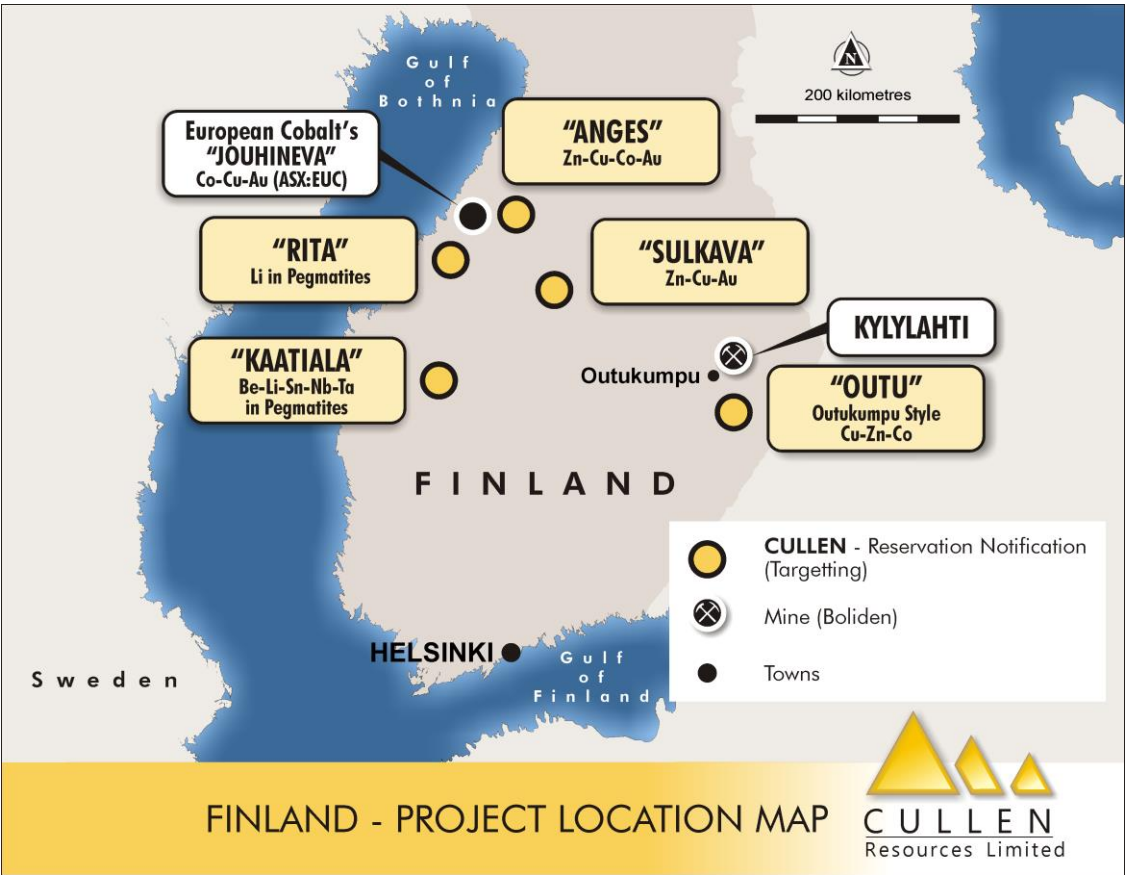 Gulf
of
Bothnia
N
200 kilometres
European Cobalt's
"JOUHINEVA"
Co-Cu-Au (ASX:EUC)
"ANGES"
Zn-Cu-Co-Au
"RITA"
Li in Pegmatites
"SULKAVA"
Zn-Cu-Au
KYLYLAHTI
"KAATIALA"
Be-Li-Sn-Nb-Ta
in Pegmatites
Outukumpu
"OUTU"
Outukumpu Style
Cu-Zn-Co
FINLAND
CULLEN - Reservation Notification
(Targetting)
Mine (Boliden)
Towns
HELSINKI
Gulf
of
Finland
Sweden
FINLAND - PROJECT LOCATION MAP
CULLEN
Resources Limited